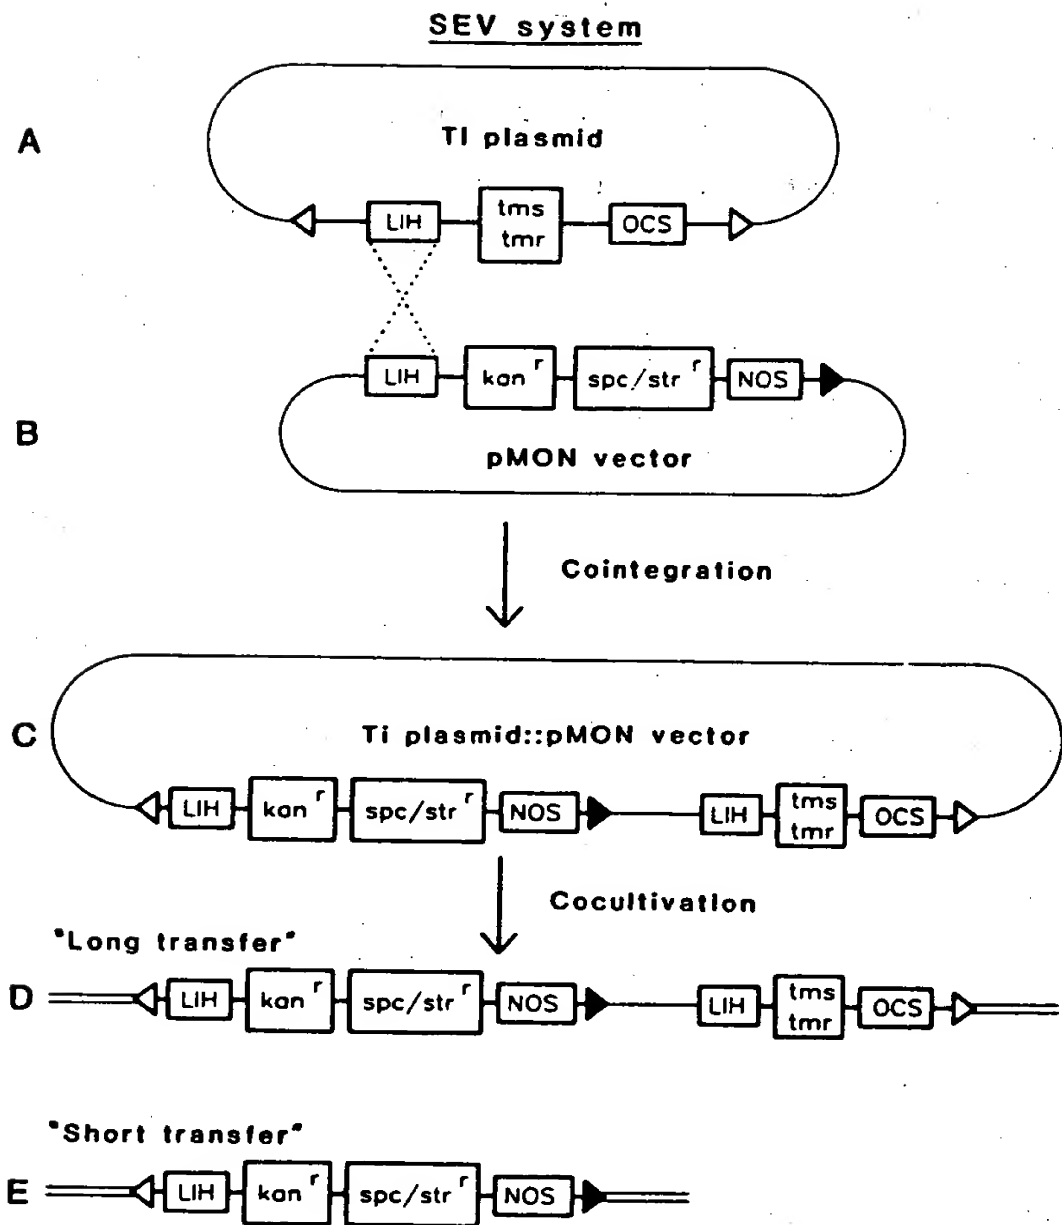 SEV system
A
TI plasmid
LIH
tms
tmr
OCS
LIH
kan r
spc/str r
NOS
B
pMON vector
Cointegration
C
Ti plasmid::pMON vector
LIH
kan r
spc/str r
NOS
LIH
tms
tmr
OCS
Cocultivation
"Long transfer"
D
LIH
kan r
spc/str r
NOS
LIH
tms
tmr
OCS
"Short transfer"
E
LIH
kan r
spc/str r
NOS